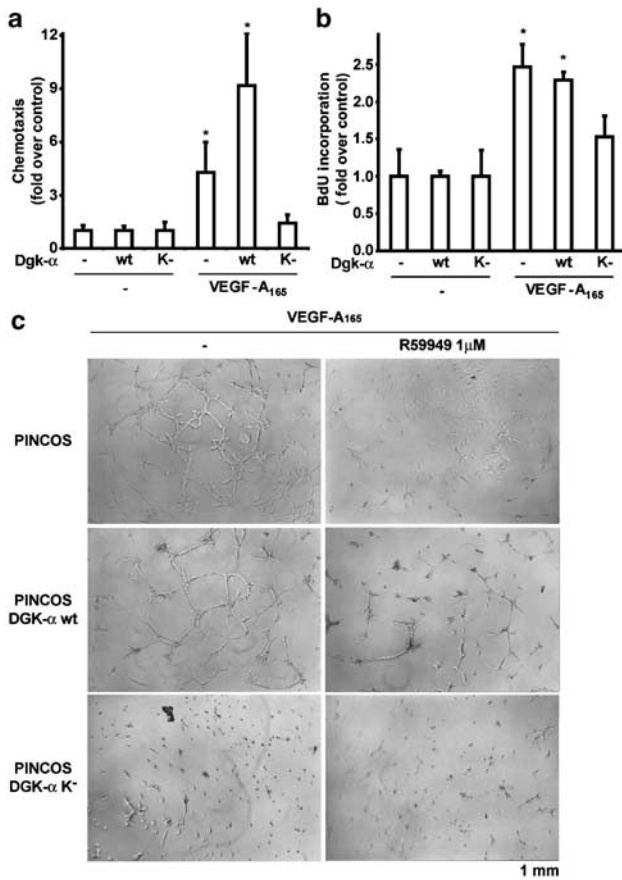 a
12
9
6
3
0
Chemotaxis
(fold over control)
*
*
Dgk-α - wt K- - wt K-
- VEGF-A165
b
2.5
2.0
1.5
1.0
0.5
0.0
BdU incorporation
( fold over control)
*
*
Dgk-α - wt K- - wt K-
- VEGF-A165
c
VEGF-A165
- R59949 1μM
PINCOS
PINCOS
DGK-α wt
PINCOS
DGK-α K-
1 mm